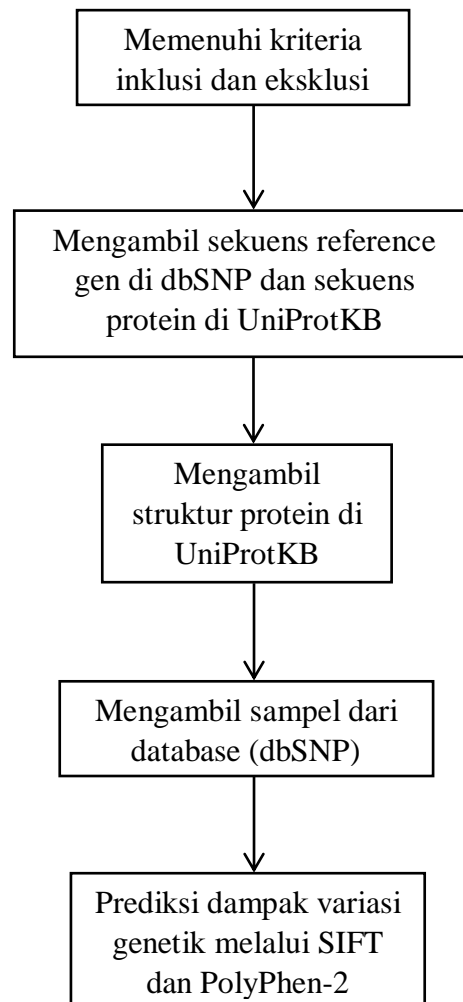 Memenuhi kriteria
inklusi dan eksklusi
Mengambil sekuens reference
gen di dbSNP dan sekuens
protein di UniProtKB
Mengambil
struktur protein di
UniProtKB
Mengambil sampel dari
database (dbSNP)
Prediksi dampak variasi
genetik melalui SIFT
dan PolyPhen-2